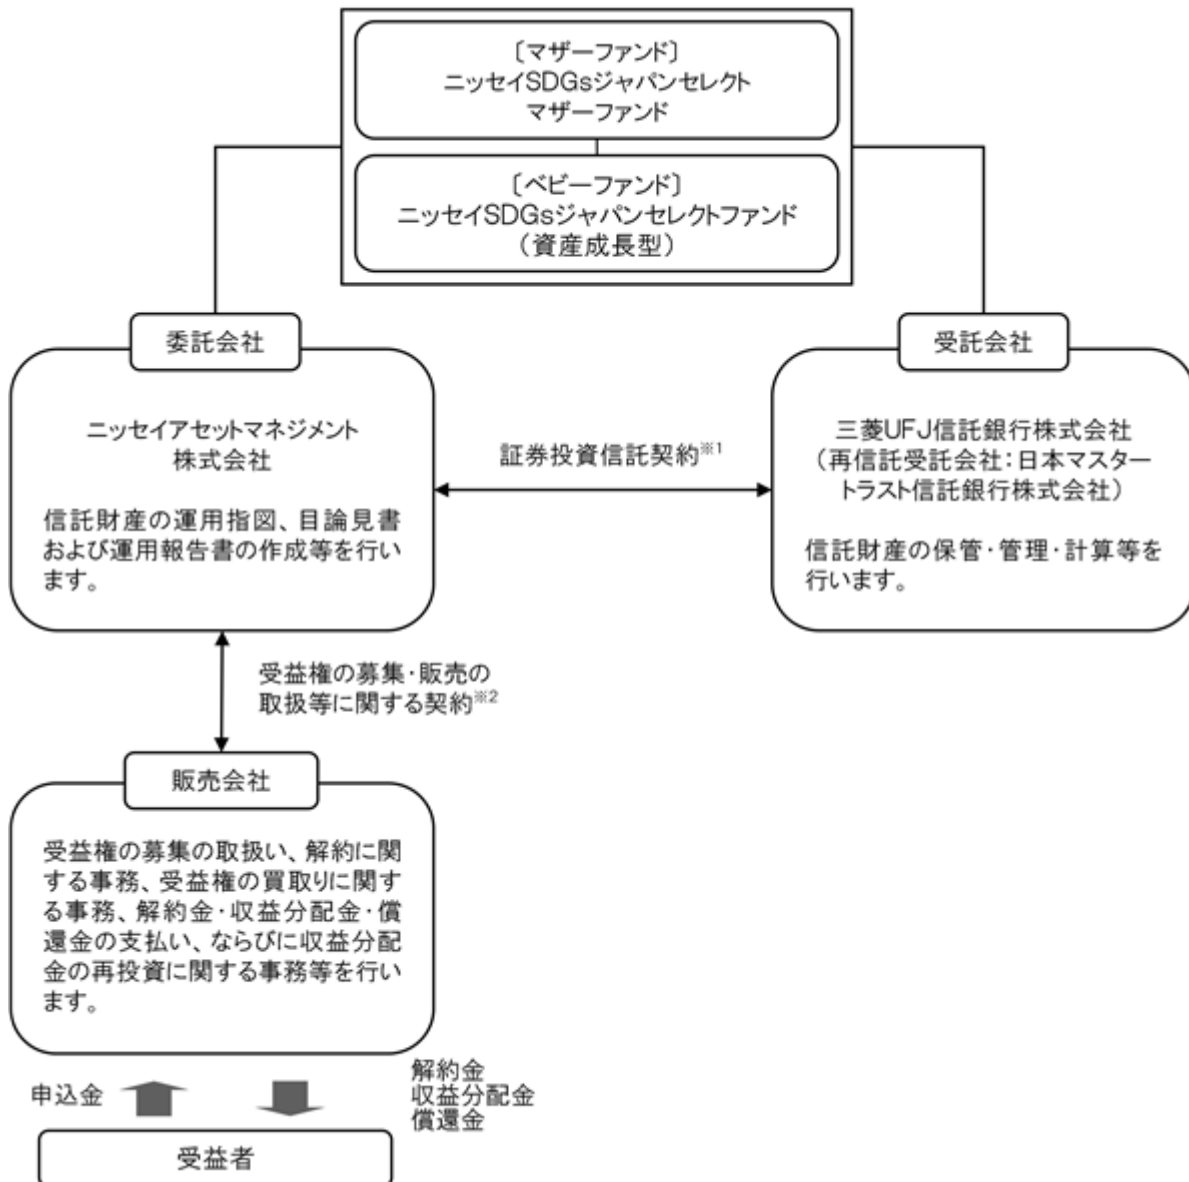 〔マザーファンド〕
ニッセイSDGsジャパンセレクト
マザーファンド
〔ベビーファンド〕
ニッセイSDGsジャパンセレクトファンド
（資産成長型）
委託会社
ニッセイアセットマネジメント
株式会社
信託財産の運用指図、目論見書
および運用報告書の作成等を行い
ます。
証券投資信託契約※1
受託会社
三菱UFJ信託銀行株式会社
（再信託受託会社：日本マスター
トラスト信託銀行株式会社）
信託財産の保管・管理・計算等を
行います。
受益権の募集・販売の
取扱等に関する契約※2
販売会社
受益権の募集の取扱い、解約に関
する事務、受益権の買取りに関す
る事務、解約金・収益分配金・償
還金の支払い、ならびに収益分配
金の再投資に関する事務等を行い
ます。
申込金
解約金
収益分配金
償還金
受益者